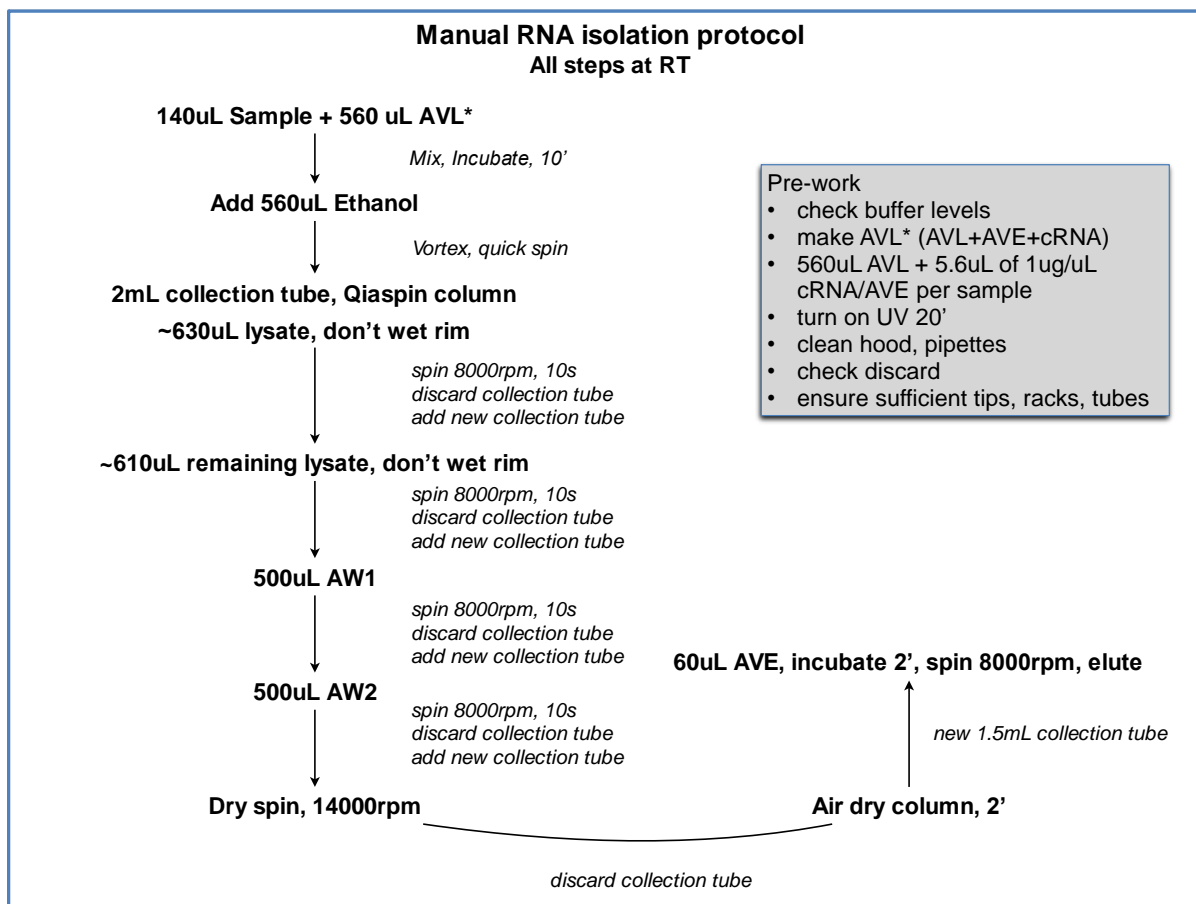 Manual RNA isolation protocol
All steps at RT
140uL Sample + 560 uL AVL*
Mix, Incubate, 10’
Add 560uL Ethanol
Vortex, quick spin
2mL collection tube, Qiaspin column
~630uL lysate, don’t wet rim
spin 8000rpm, 10s
discard collection tube
add new collection tube
~610uL remaining lysate, don’t wet rim
spin 8000rpm, 10s
discard collection tube
add new collection tube
500uL AW1
spin 8000rpm, 10s
discard collection tube
add new collection tube
500uL AW2
spin 8000rpm, 10s
discard collection tube
add new collection tube
Dry spin, 14000rpm
discard collection tube
Air dry column, 2’
new 1.5mL collection tube
60uL AVE, incubate 2’, spin 8000rpm, elute
Pre-work
• check buffer levels
• make AVL* (AVL+AVE+cRNA)
• 560uL AVL + 5.6uL of 1ug/uL
cRNA/AVE per sample
• turn on UV 20’
• clean hood, pipettes
• check discard
• ensure sufficient tips, racks, tubes